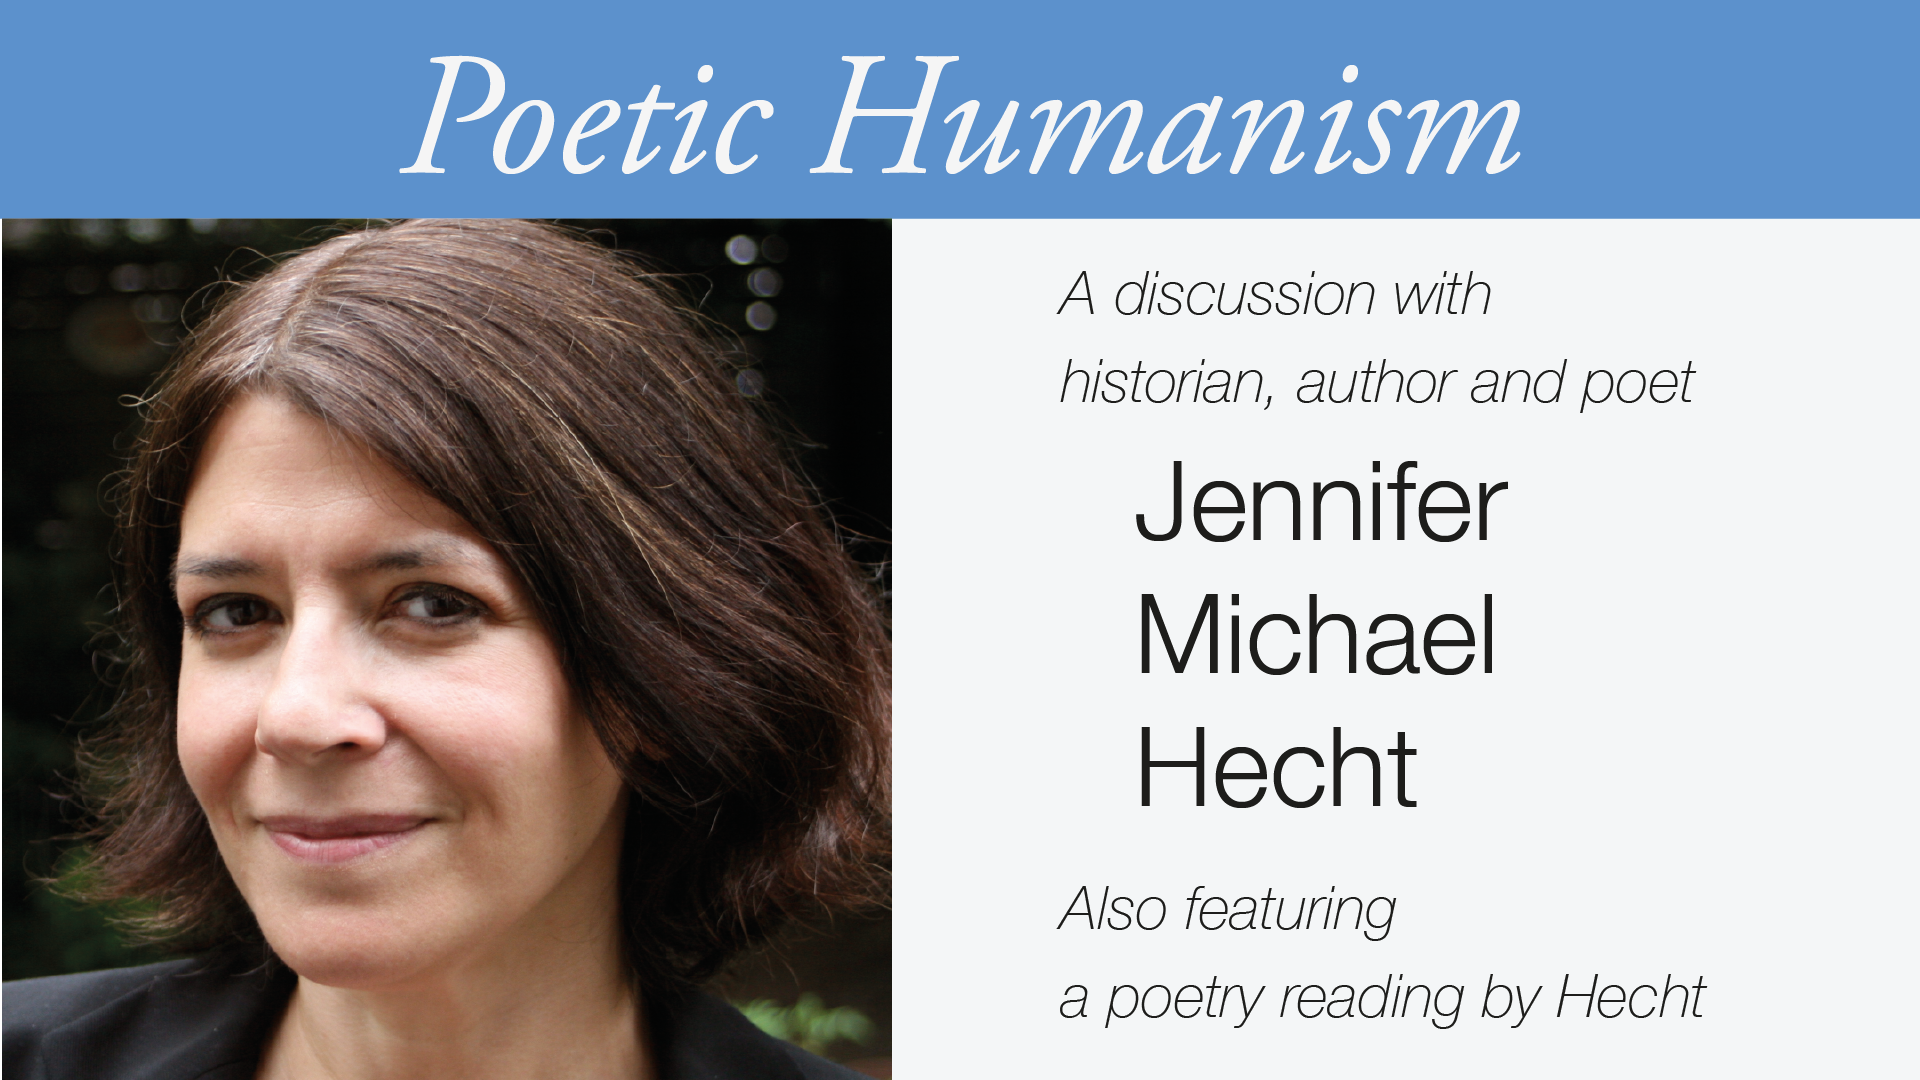 Poetic Humanism
A discussion with
historian, author and poet
Jennifer
Michael
Hecht
Also featuring
a poetry reading by Hecht